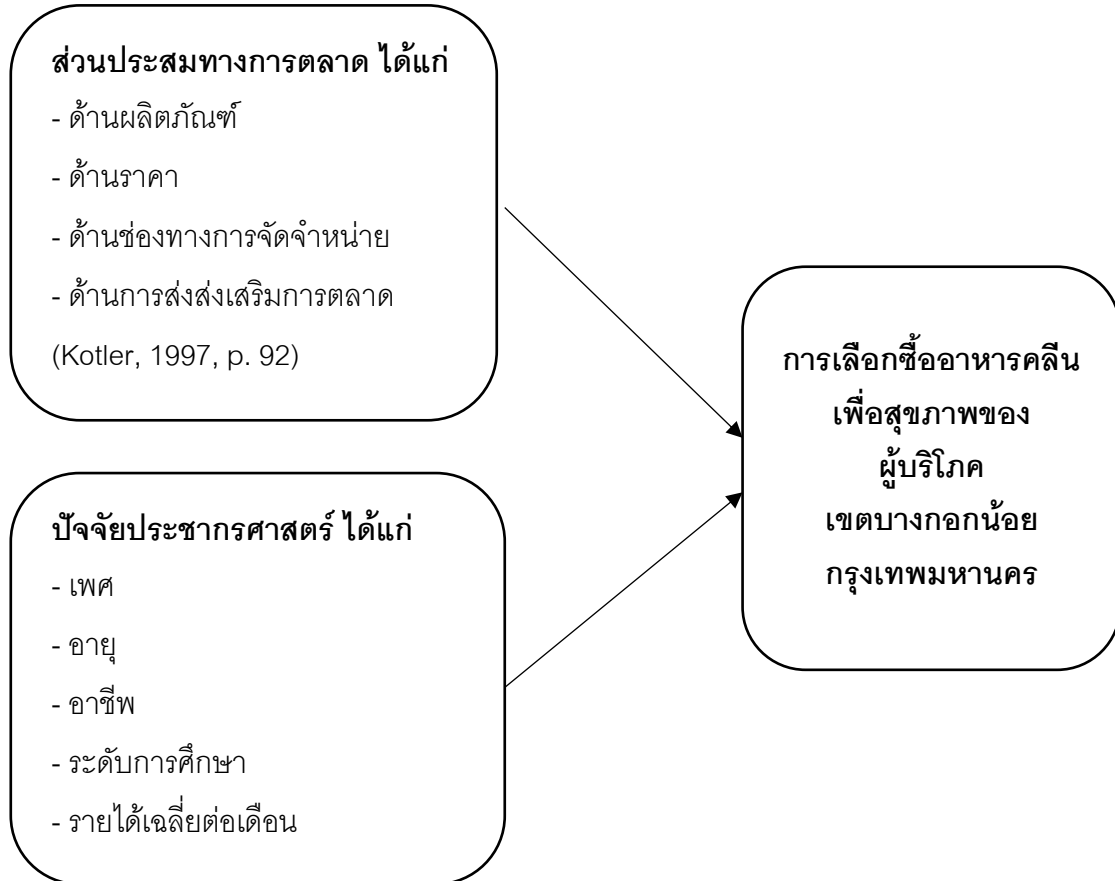 ส่วนประสมทางการตลาด ได้แก่
- ด้านผลิตภัณฑ์
- ด้านราคา
- ด้านช่องทางการจัดจำหน่าย
- ด้านการส่งส่งเสริมการตลาด
(Kotler, 1997, p. 92)
ปัจจัยประชากรศาสตร์ ได้แก่
- เพศ
- อายุ
- อาชีพ
- ระดับการศึกษา
- รายได้เฉลี่ยต่อเดือน
การเลือกซื้ออาหารคลีน
เพื่อสุขภาพของ
ผู้บริโภค
เขตบางกอกน้อย
กรุงเทพมหานคร